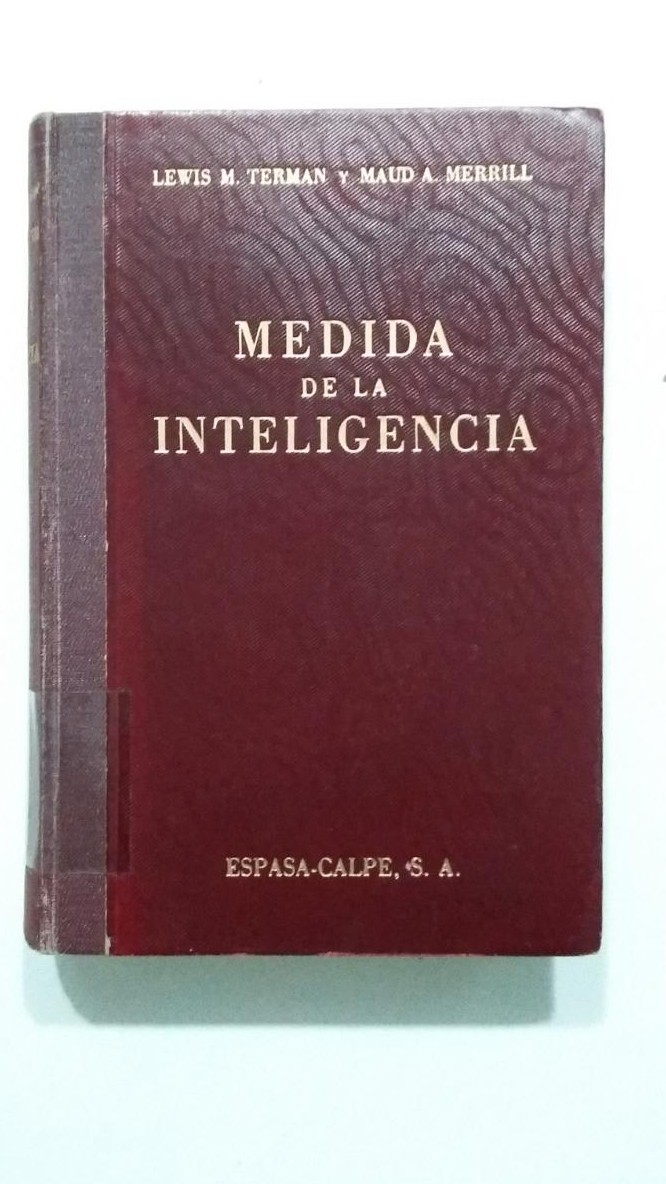 LEWIS M. TERMAN Y MAUD A. MERRILL
MEDIDA
DE LA
INTELIGENCIA
ESPASA-CALPE, S. A.